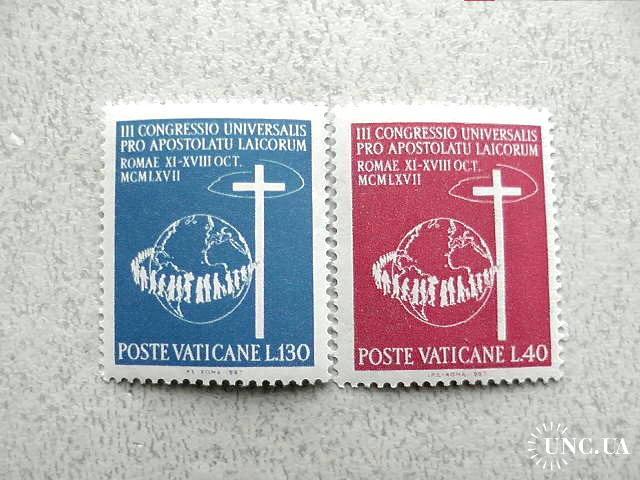 III CONGRESSIO UNIVERSALIS
PRO APOSTOLATU LAICORUM
ROMAE XI-XVIII OCT.
MCMLXVII
POSTE VATICANE L.130
III CONGRESSIO UNIVERSALIS
PRO APOSTOLATU LAICORUM
ROMAE XI-XVIII OCT.
MCMLXVII
POSTE VATICANE L.40
UNC.UA